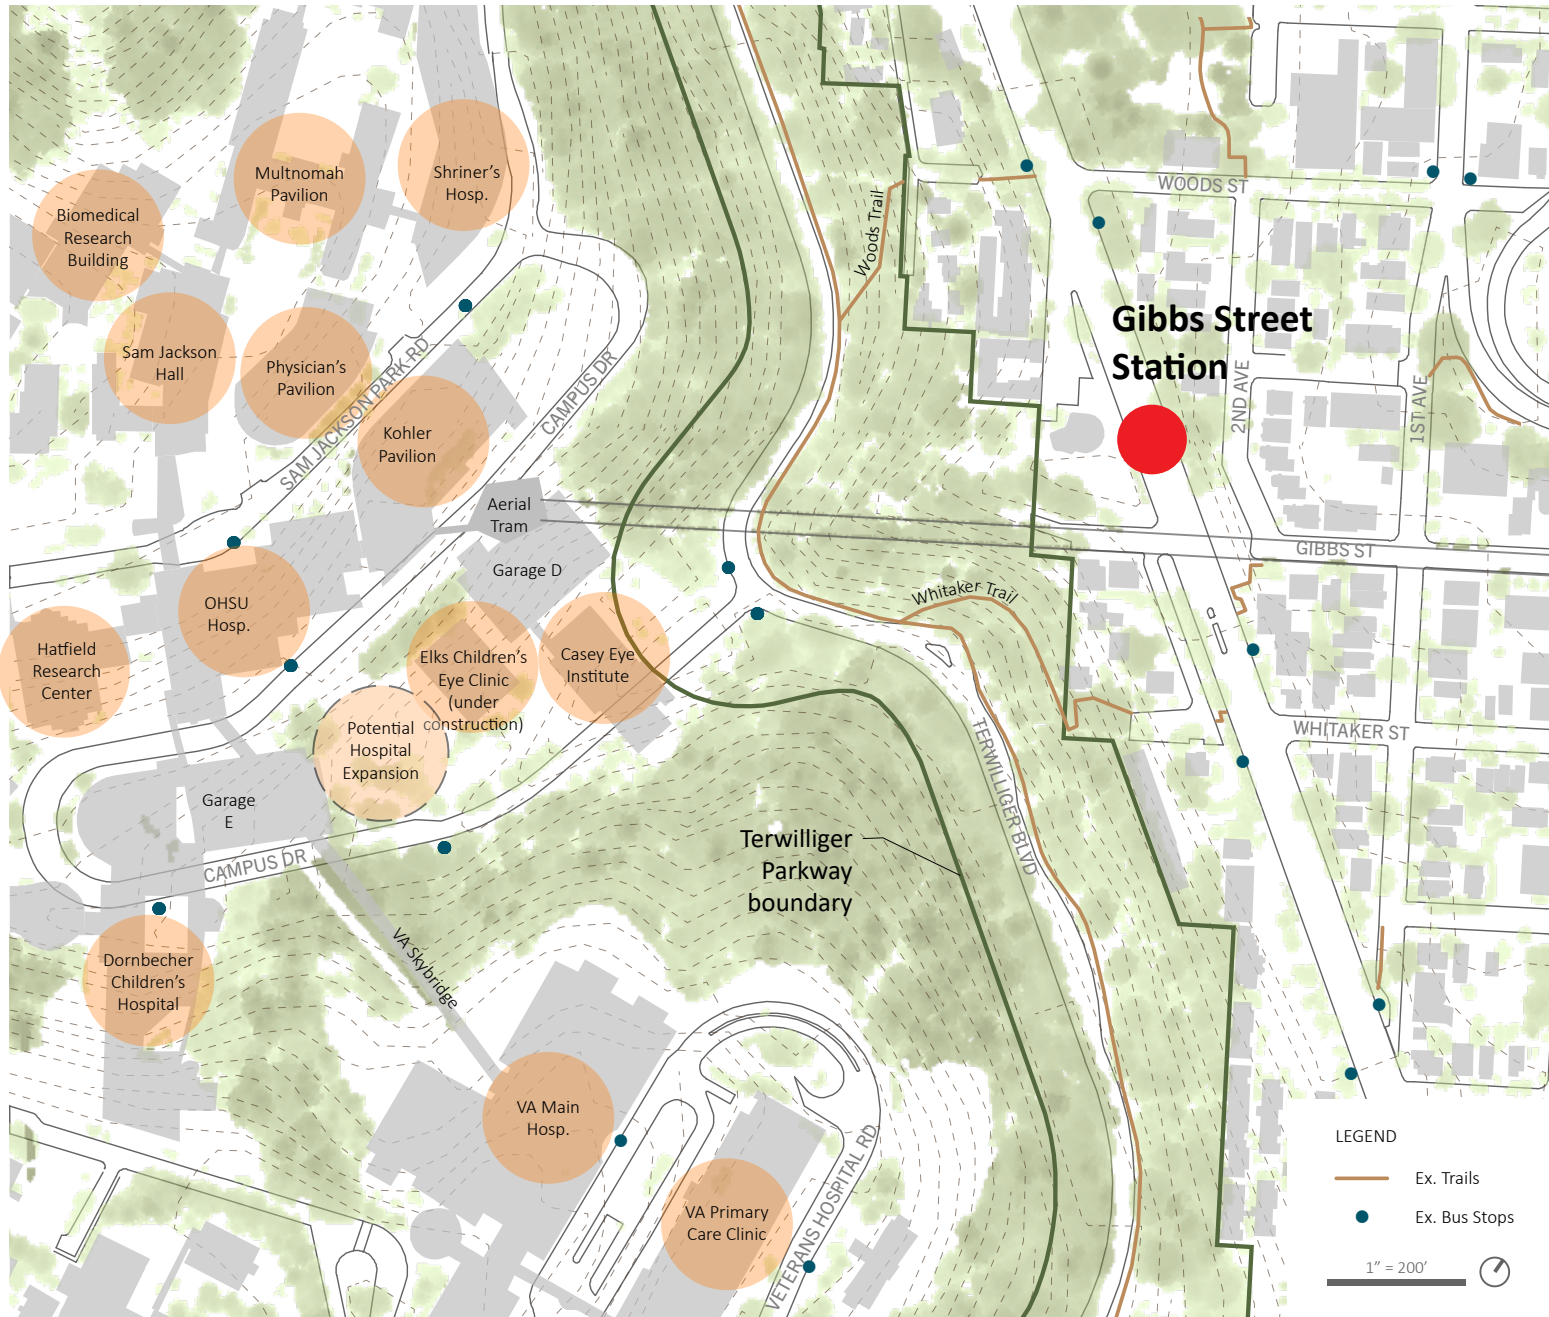 Multnomah
Pavilion
Shriner's
Hosp.
Biomedical
Research
Building
WOODS ST
Woods Trail
Gibbs Street
Station
Sam Jackson
Hall
Physician's
Pavilion
SAM JACKSON PARK RD
CAMPUS DR
2ND AVE
1ST AVE
Kohler
Pavilion
Aerial
Tram
Garage D
GIBBS ST
Whitaker Trail
OHSU
Hosp.
Hatfield
Research
Center
Elks Children's
Eye Clinic
(under
construction)
Casey Eye
Institute
Potential
Hospital
Expansion
WHITAKER ST
TERWILLIGER BLVD
Garage
E
CAMPUS DR
Terwilliger
Parkway
boundary
VA Skybridge
Dornbecher
Children's
Hospital
VA Main
Hosp.
VA Primary
Care Clinic
VETERANS HOSPITAL RD
LEGEND
Ex. Trails
Ex. Bus Stops
1" = 200'